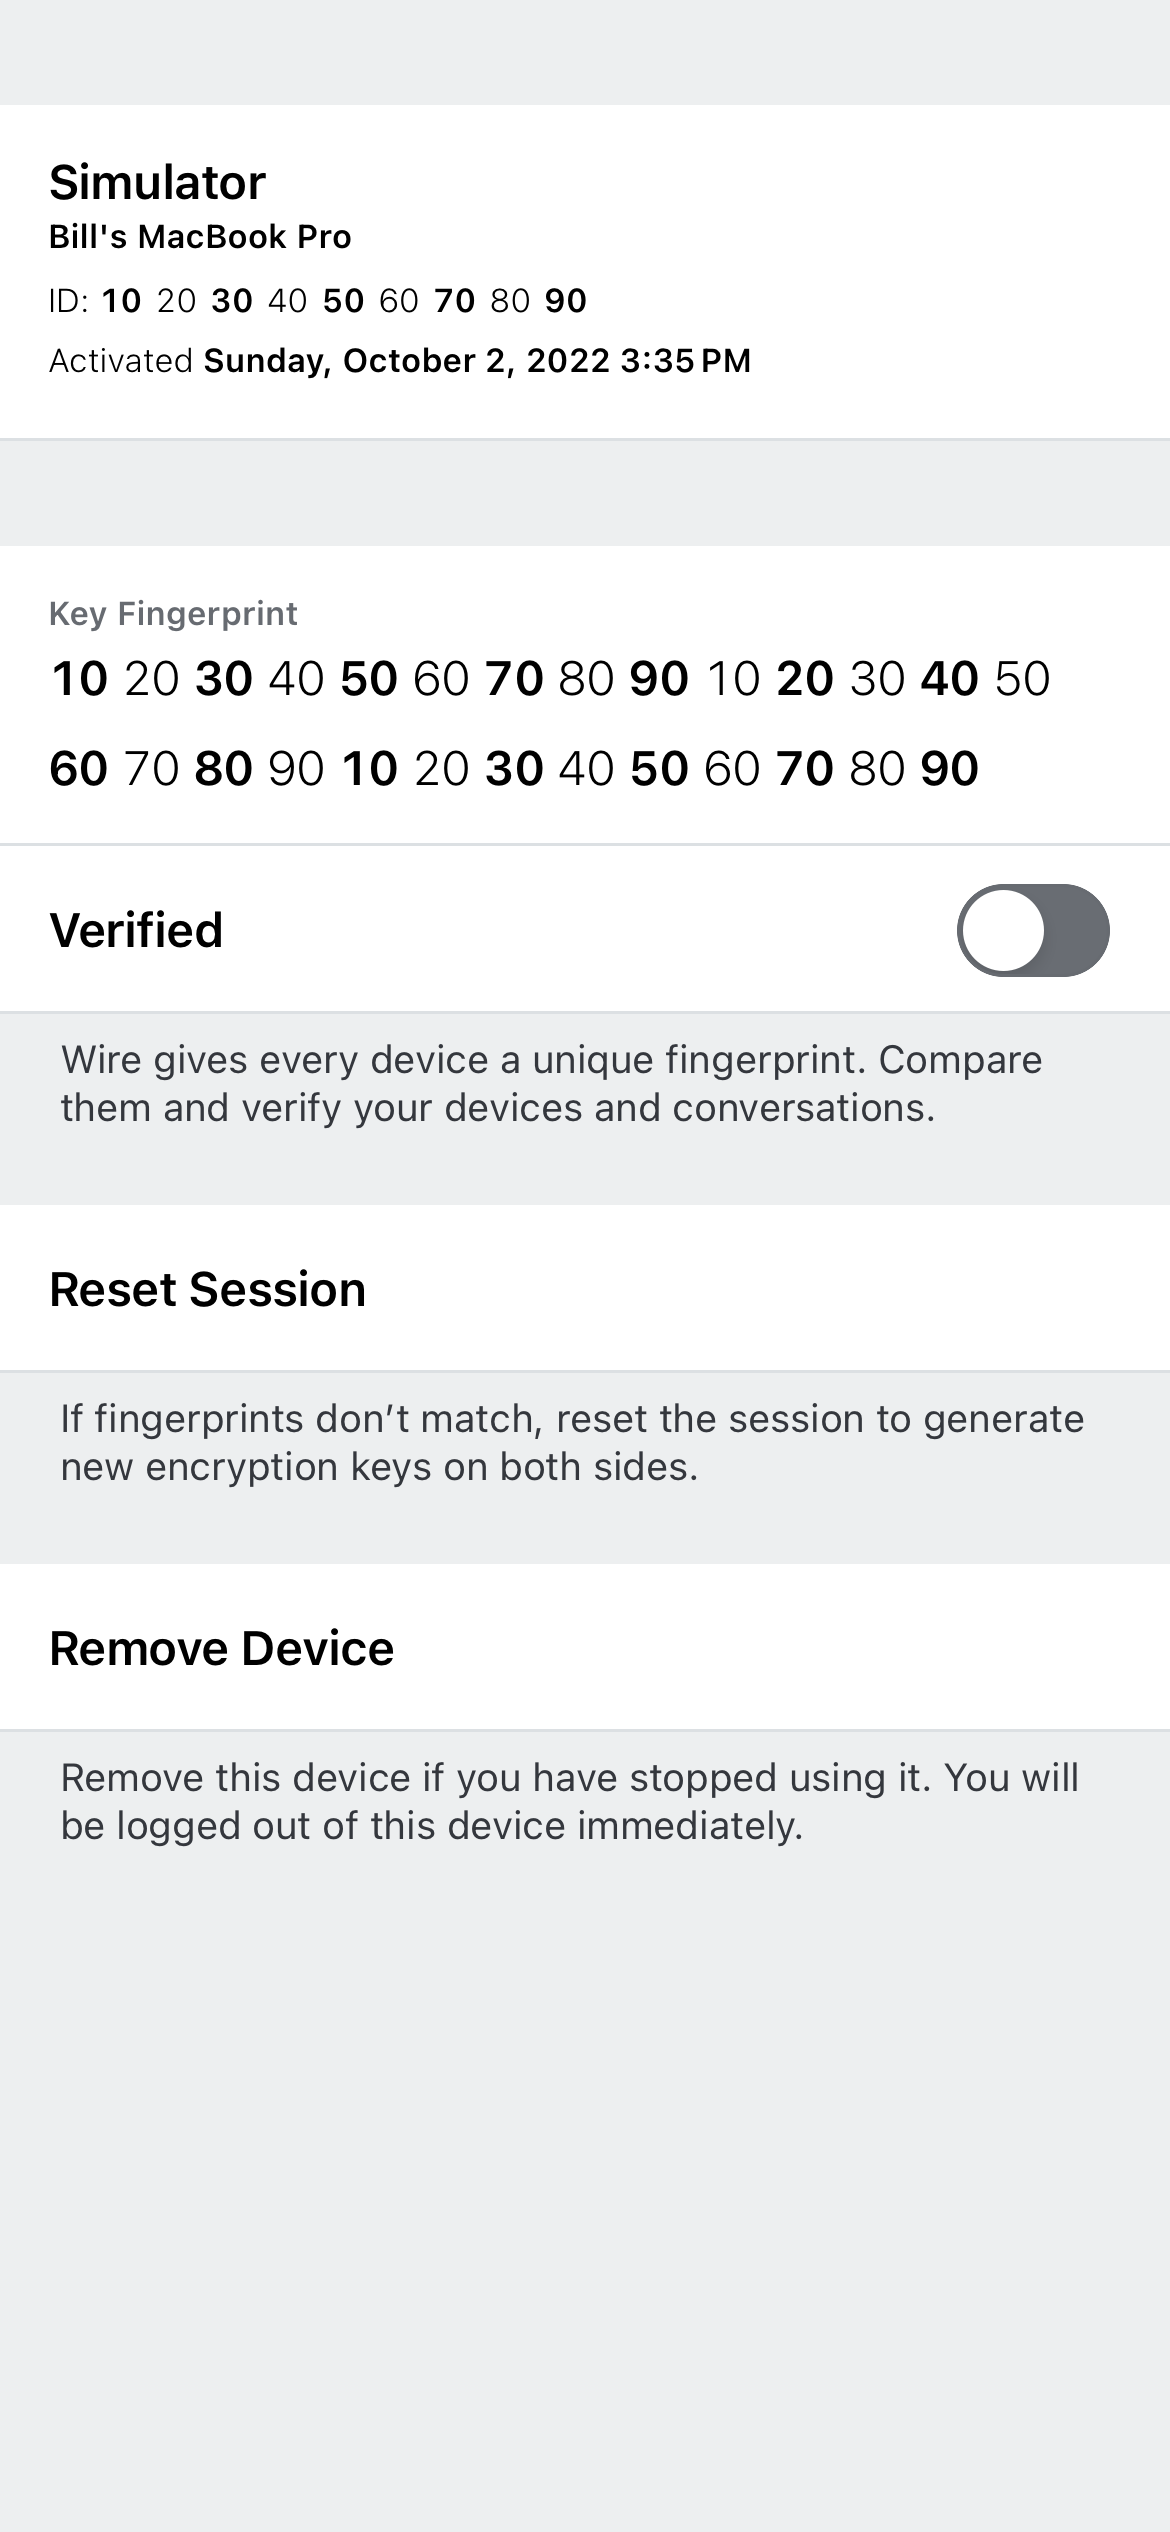 Simulator
Bill's MacBook Pro
ID: 10 20 30 40 50 60 70 80 90
Activated Sunday, October 2, 2022 3:35 PM
Key Fingerprint
10 20 30 40 50 60 70 80 90 10 20 30 40 50
60 70 80 90 10 20 30 40 50 60 70 80 90
Verified
Wire gives every device a unique fingerprint. Compare
them and verify your devices and conversations.
Reset Session
If fingerprints don’t match, reset the session to generate
new encryption keys on both sides.
Remove Device
Remove this device if you have stopped using it. You will
be logged out of this device immediately.